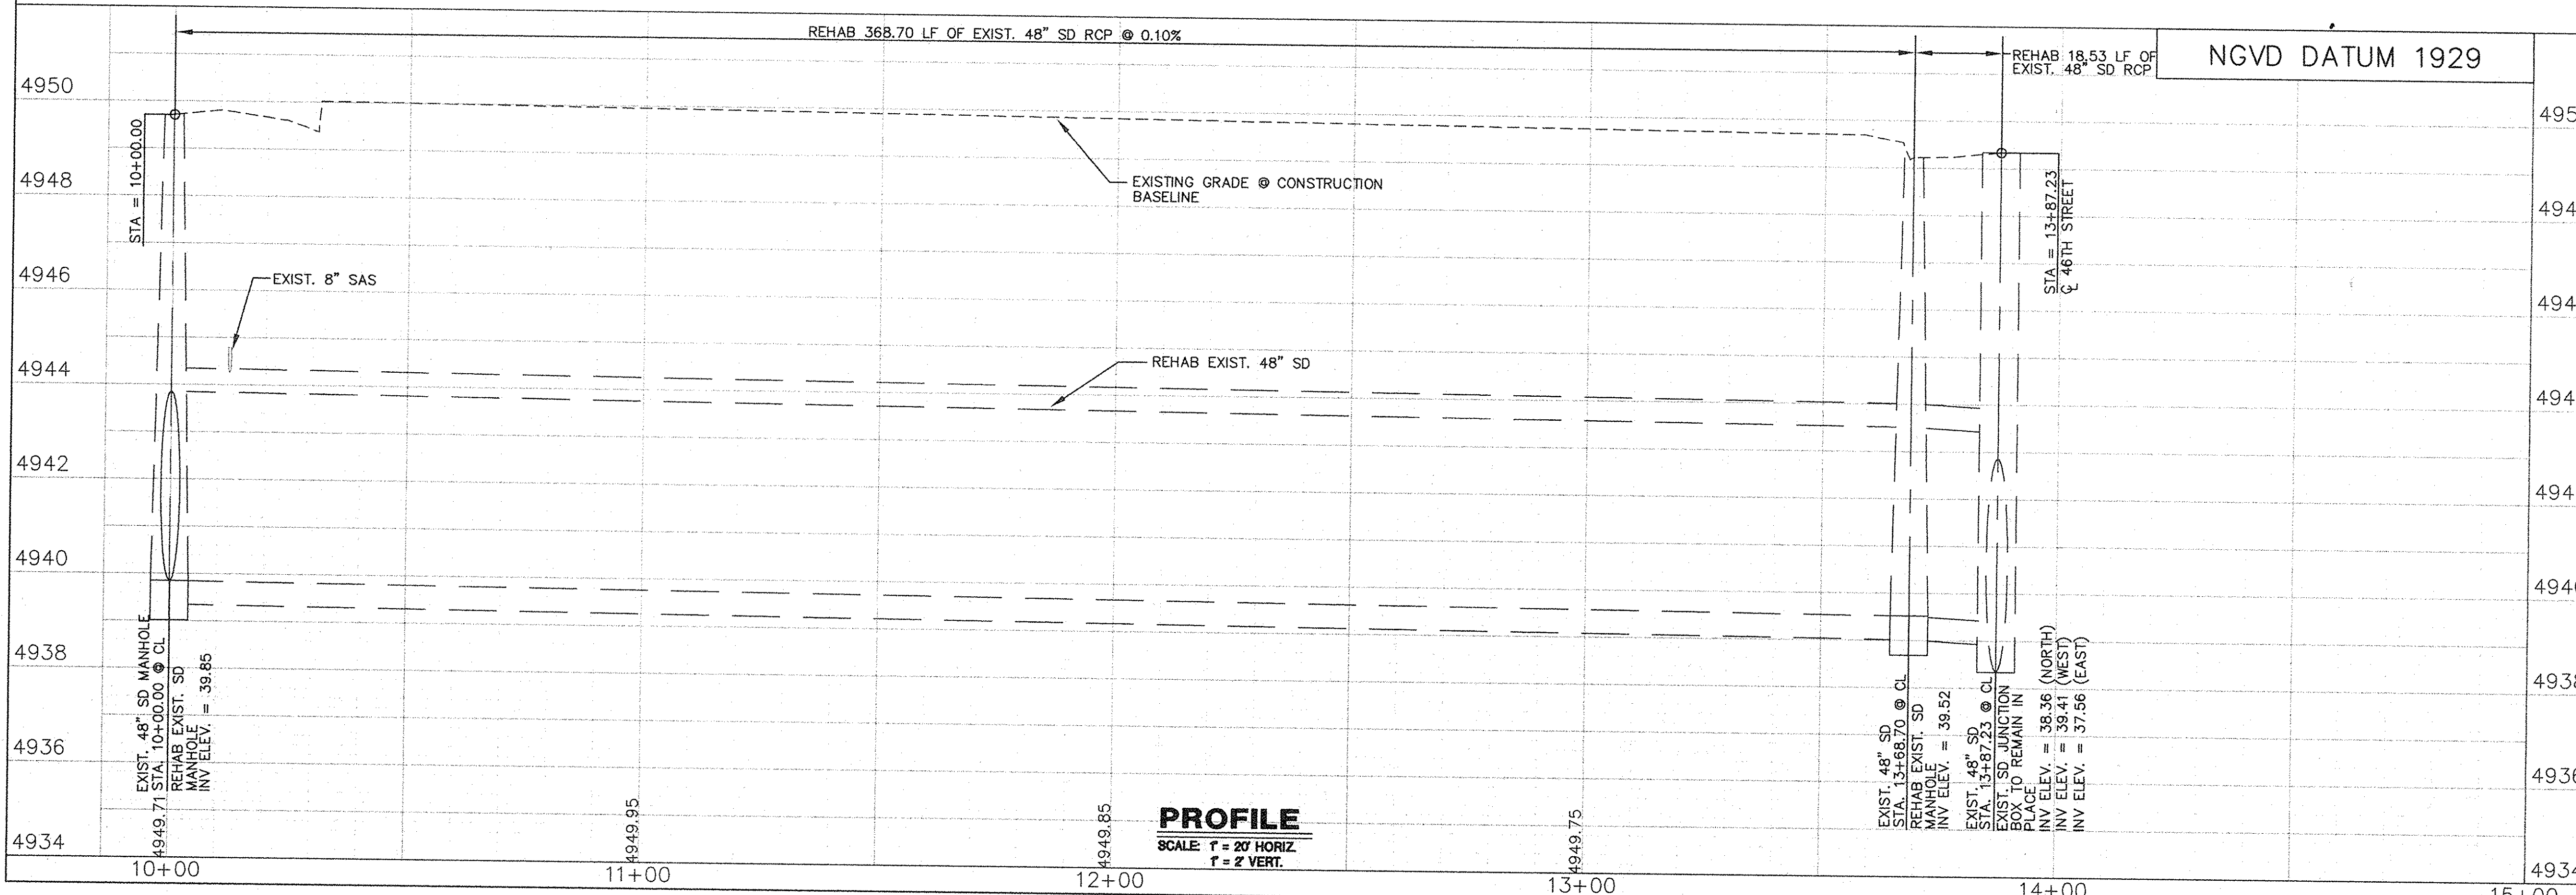 REHAB 368.70 LF OF EXIST. 48" SD RCP @ 0.10%
REHAB 18.53 LF OF
EXIST. 48" SD RCP
NGVD DATUM 1929
4950
4948
4946
4944
4942
4940
4938
4936
4934
STA = 10+00.00
EXISTING GRADE @ CONSTRUCTION
BASELINE
EXIST. 8" SAS
REHAB EXIST. 48" SD
STA = 13+87.23
℄ 46TH STREET
EXIST. 48" SD MANHOLE
STA. 10+00.00 @ CL
REHAB EXIST. SD
MANHOLE
INV ELEV. = 39.85
EXIST. 48" SD
STA. 13+68.70 @ CL
REHAB EXIST. SD
MANHOLE
INV ELEV. = 39.52
EXIST. 48" SD
STA. 13+87.23 @ CL
EXIST. SD JUNCTION
BOX TO REMAIN IN
PLACE
INV ELEV. = 38.36 (NORTH)
INV ELEV. = 39.41 (WEST)
INV ELEV. = 37.56 (EAST)
4949.71
4949.95
4949.85
4949.75
PROFILE
SCALE: 1" = 20' HORIZ.
1" = 2' VERT.
10+00
11+00
12+00
13+00
14+00